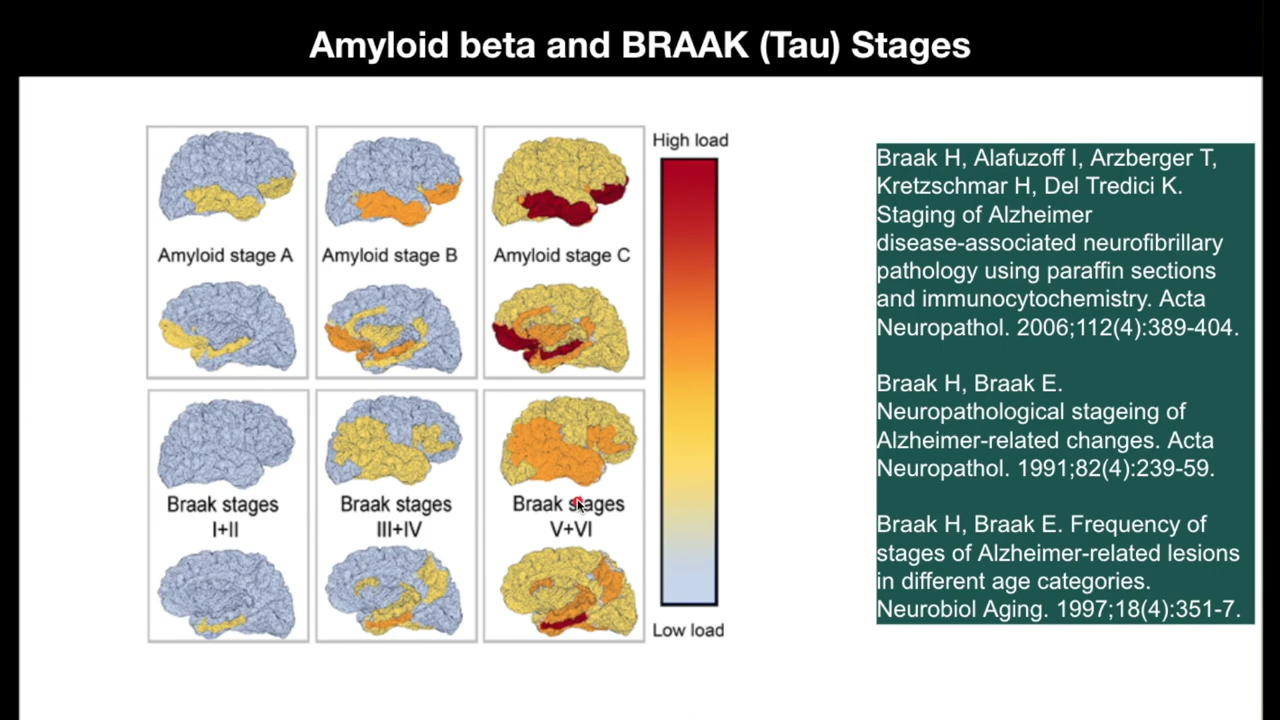 Amyloid beta and BRAAK (Tau) Stages
High load
Amyloid stage A
Amyloid stage B
Amyloid stage C
Braak stages
I+II
Braak stages
III+IV
Braak stages
V+VI
Low load
Braak H, Alafuzoff I, Arzberger T,
Kretzschmar H, Del Tredici K.
Staging of Alzheimer
disease-associated neurofibrillary
pathology using paraffin sections
and immunocytochemistry. Acta
Neuropathol. 2006;112(4):389-404.
Braak H, Braak E.
Neuropathological stageing of
Alzheimer-related changes. Acta
Neuropathol. 1991;82(4):239-59.
Braak H, Braak E. Frequency of
stages of Alzheimer-related lesions
in different age categories.
Neurobiol Aging. 1997;18(4):351-7.